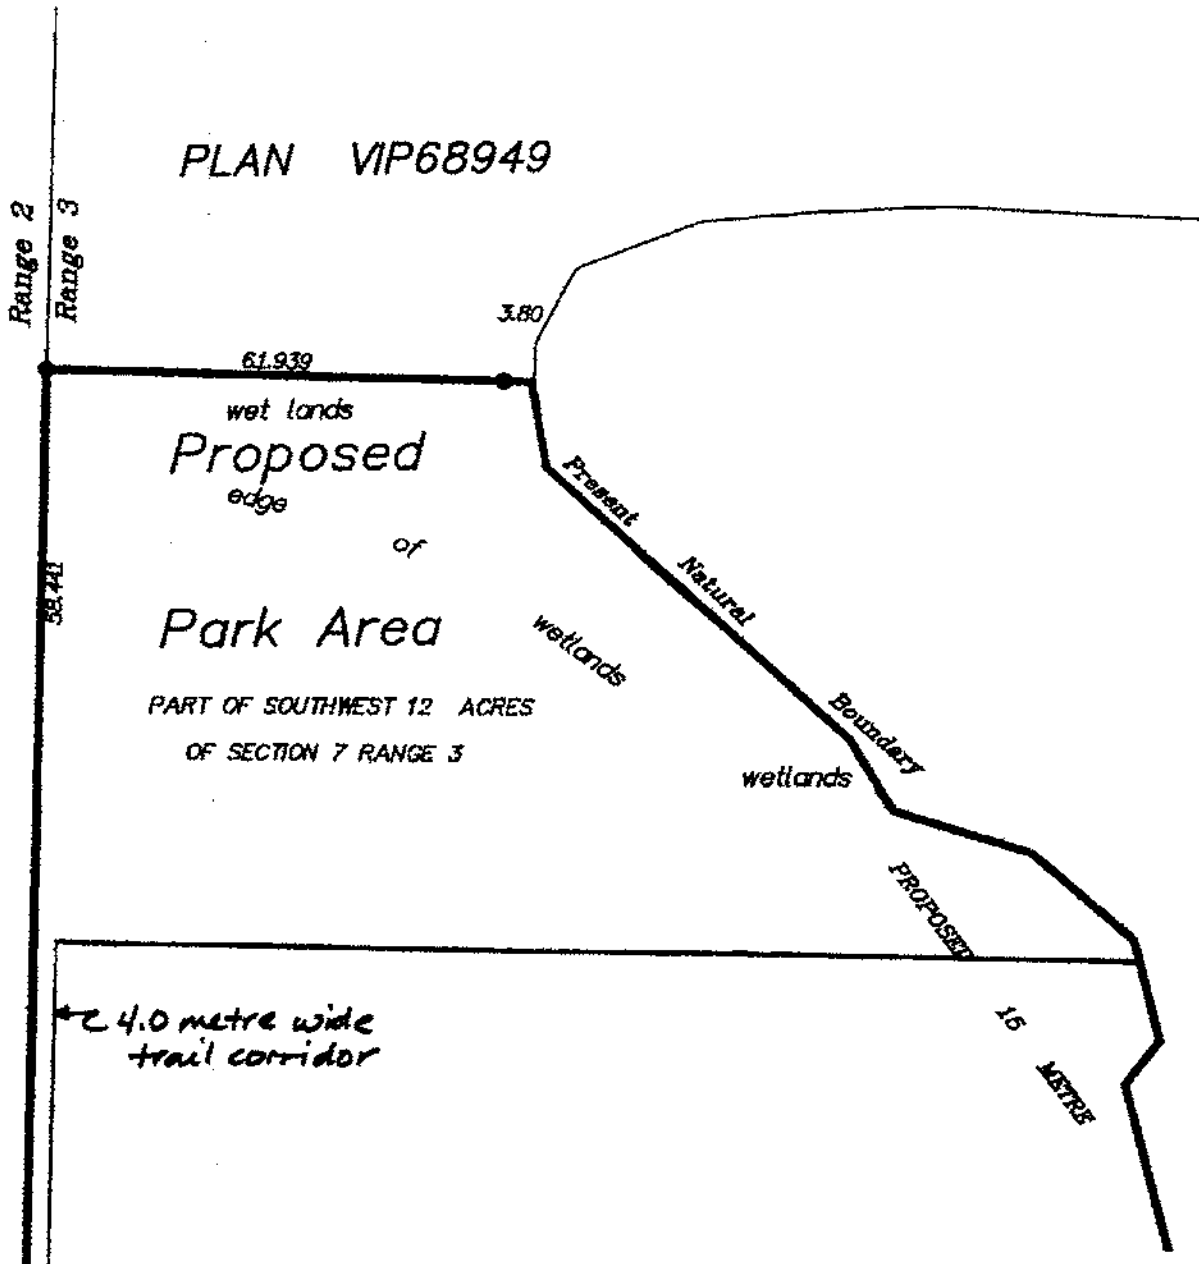 PLAN VIP68949
Range 2
Range 3
3.80
61.939
wet lands
Proposed
edge
of
Present
Natural
Boundary
Park Area
wetlands
PART OF SOUTHWEST 12 ACRES
OF SECTION 7 RANGE 3
wetlands
PROPOSED
15
METRE
4.0 metre wide
trail corridor